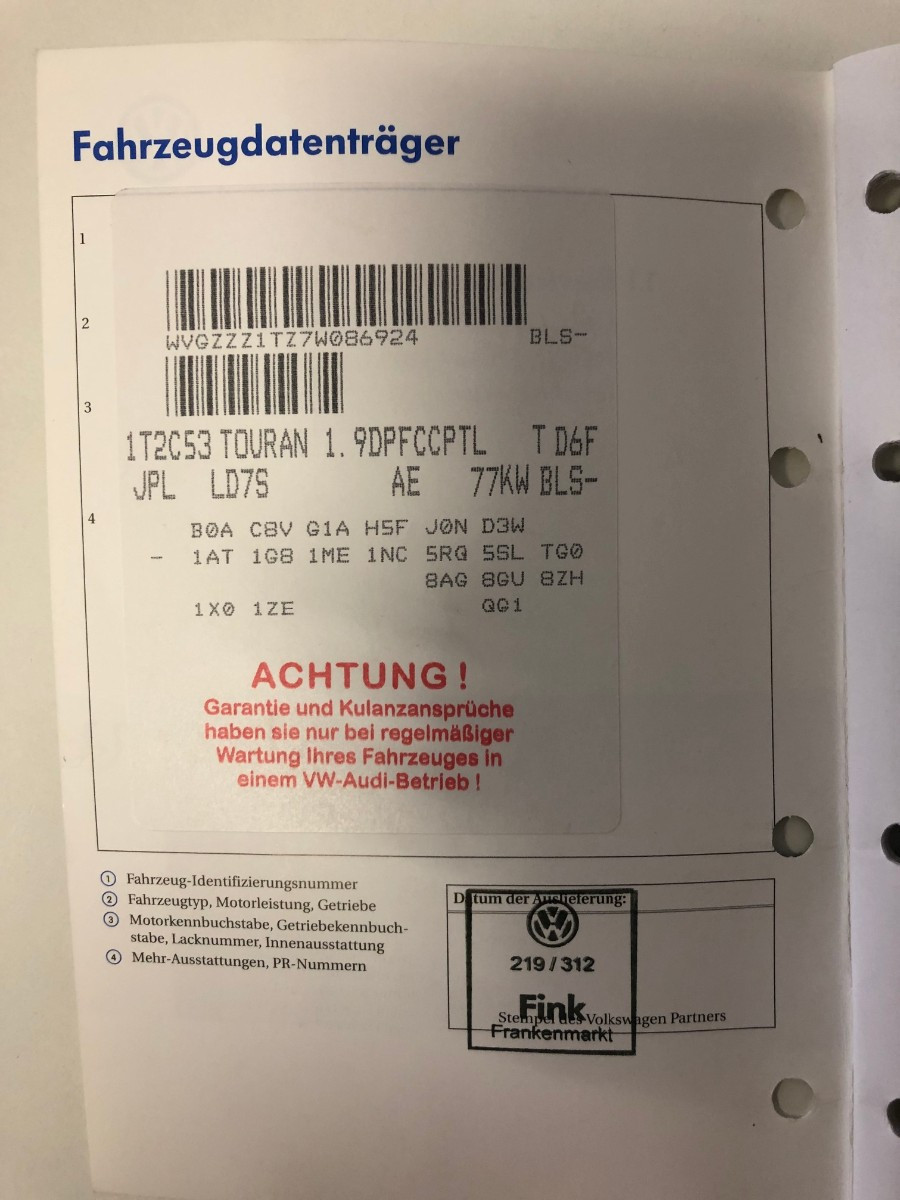 Fahrzeugdatenträger
1
2
WVGZZZ1TZ7W086924 BLS-
3
1T2C53 TOURAN 1.9DPFCCPTL T D6F
JPL LD7S AE 77KW BLS-
4
B0A C8V G1A H5F J0N D3W
- 1AT 1G8 1ME 1NC 5RQ 5SL TG0
8AG 8GU 8ZH
1X0 1ZE QG1
ACHTUNG !
Garantie und Kulanzansprüche
haben sie nur bei regelmäßiger
Wartung Ihres Fahrzeuges in
einem VW-Audi-Betrieb !
1 Fahrzeug-Identifizierungsnummer
2 Fahrzeugtyp, Motorleistung, Getriebe
3 Motorkennbuchstabe, Getriebekennbuch-
stabe, Lacknummer, Innenausstattung
4 Mehr-Ausstattungen, PR-Nummern
Datum der Auslieferung:
219 / 312
Fink
Stempel des Volkswagen Partners
Frankenmarkt